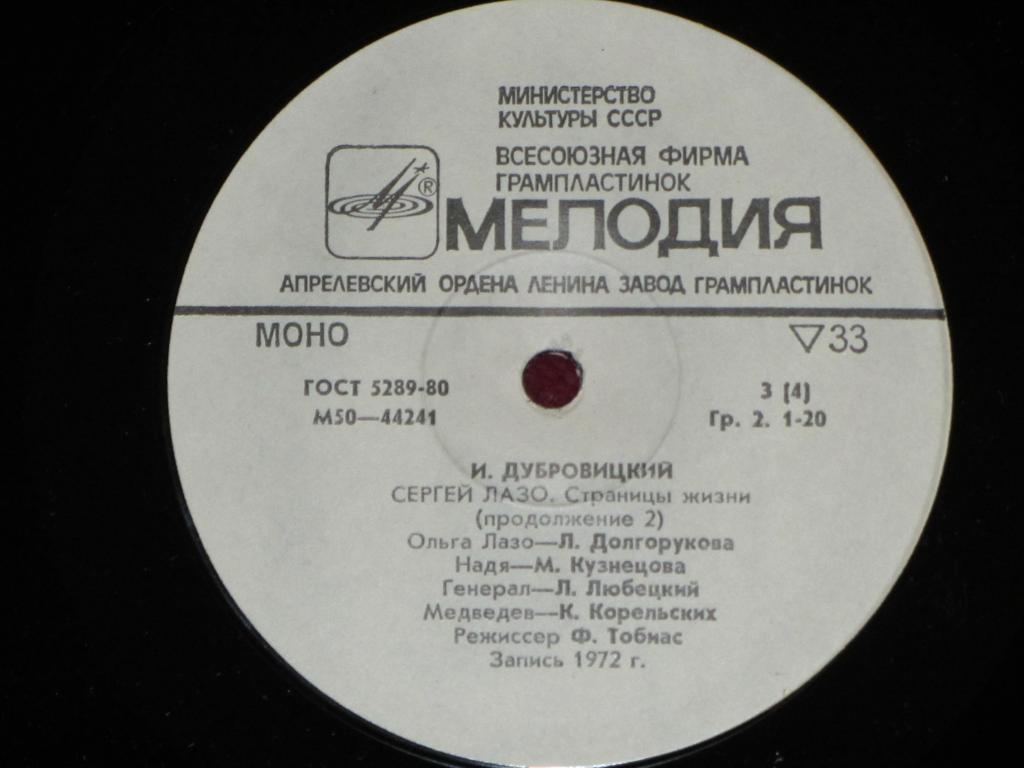 МИНИСТЕРСТВО
КУЛЬТУРЫ СССР
ВСЕСОЮЗНАЯ ФИРМА
ГРАМПЛАСТИНОК
®
МЕЛОДИЯ
АПРЕЛЕВСКИЙ ОРДЕНА ЛЕНИНА ЗАВОД ГРАМПЛАСТИНОК
МОНО ▽33
ГОСТ 5289-80 3 (4)
М50—44241 Гр. 2. 1-20
И. ДУБРОВИЦКИЙ
СЕРГЕЙ ЛАЗО. Страницы жизни
(продолжение 2)
Ольга Лазо—Л. Долгорукова
Надя—М. Кузнецова
Генерал—Л. Любецкий
Медведев—К. Корельских
Режиссер Ф. Тобиас
Запись 1972 г.